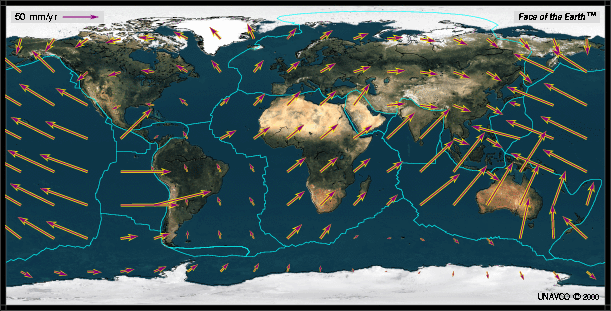 50 mm/yr
Face of the Earth™
UNAVCO © 2000